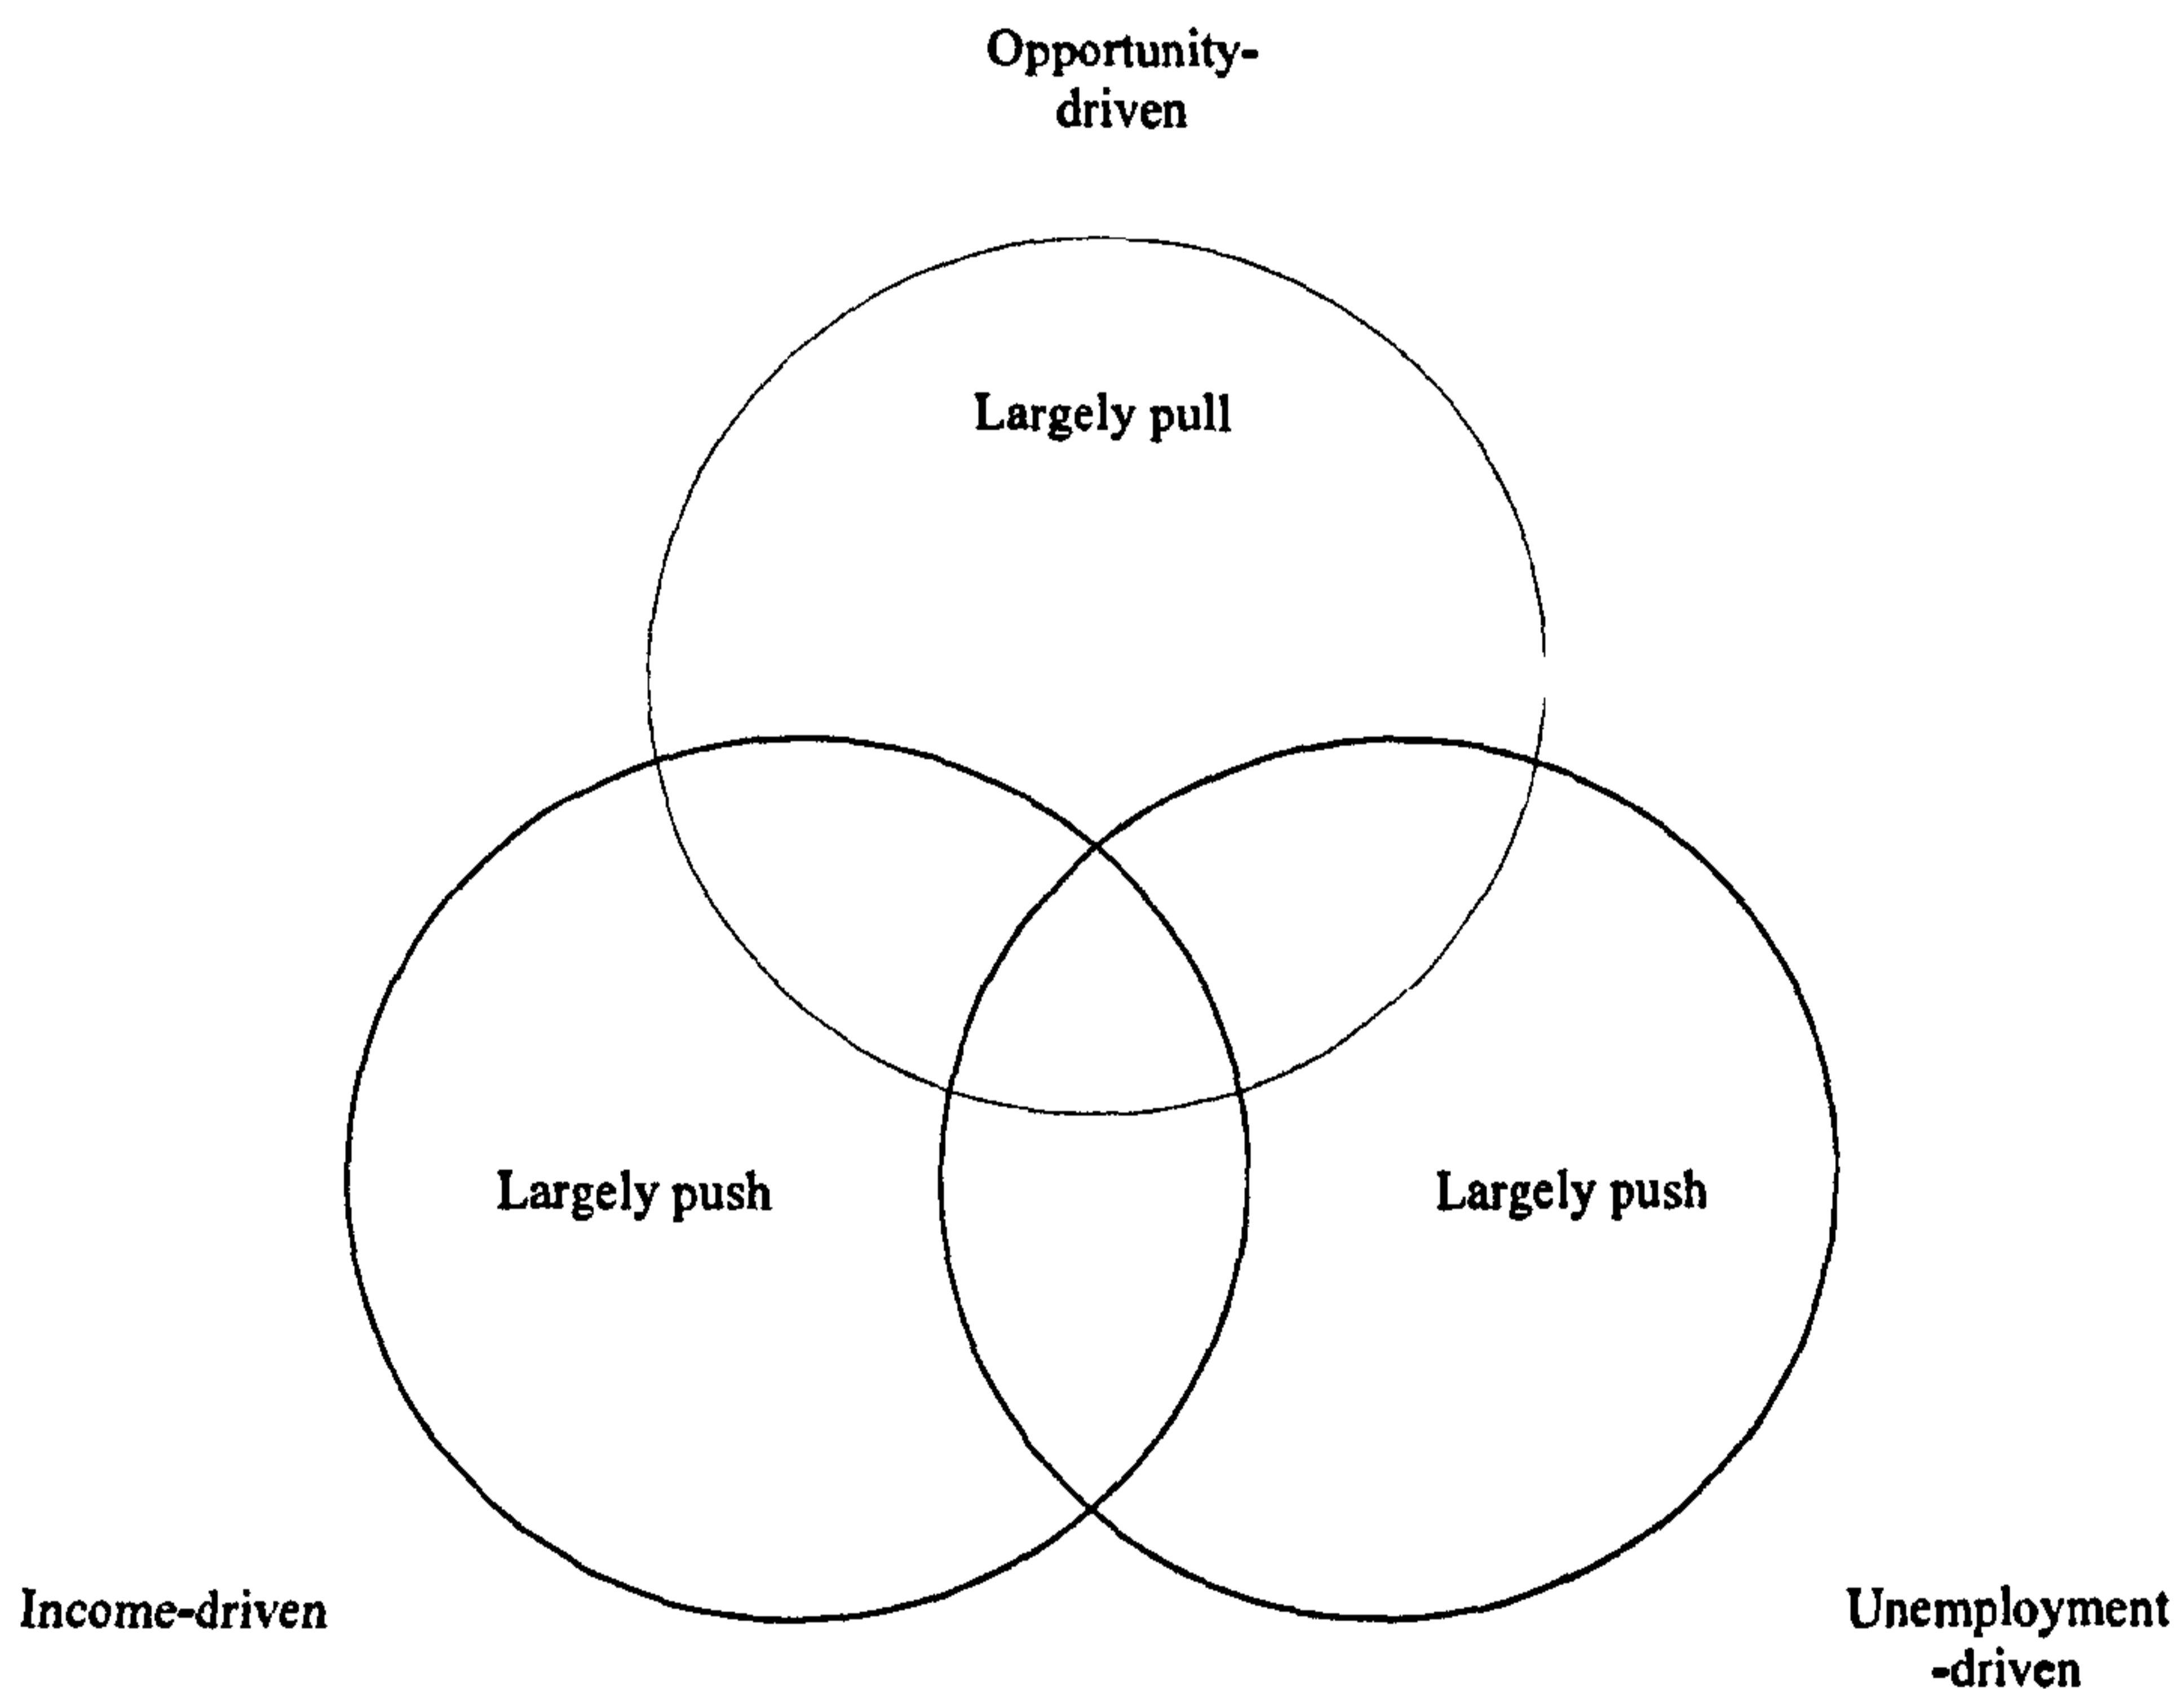 Opportunity-
driven
Largely pull
Largely push
Largely push
Income-driven
Unemployment
-driven